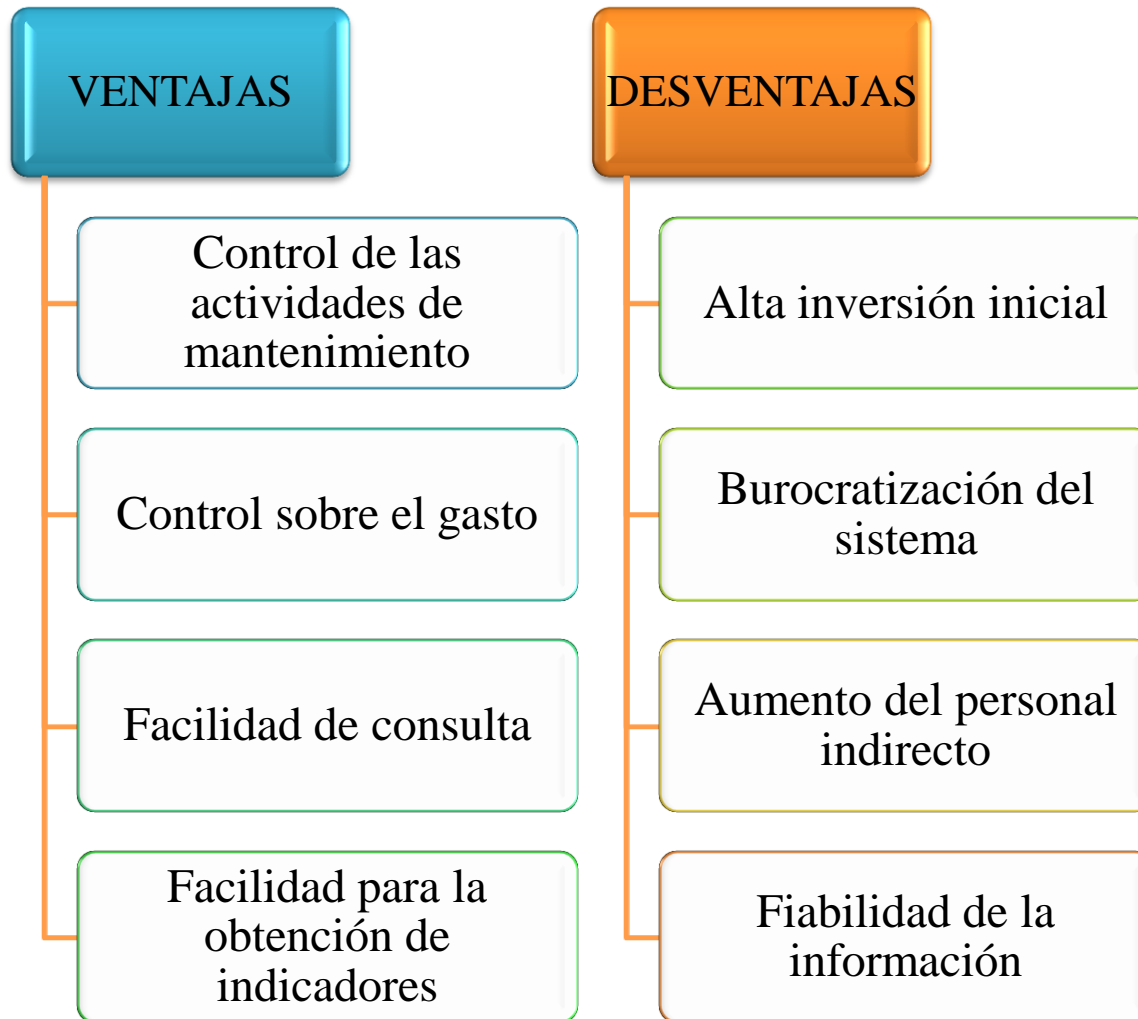 VENTAJAS
Control de las
actividades de
mantenimiento
Control sobre el gasto
Facilidad de consulta
Facilidad para la
obtención de
indicadores
DESVENTAJAS
Alta inversión inicial
Burocratización del
sistema
Aumento del personal
indirecto
Fiabilidad de la
información